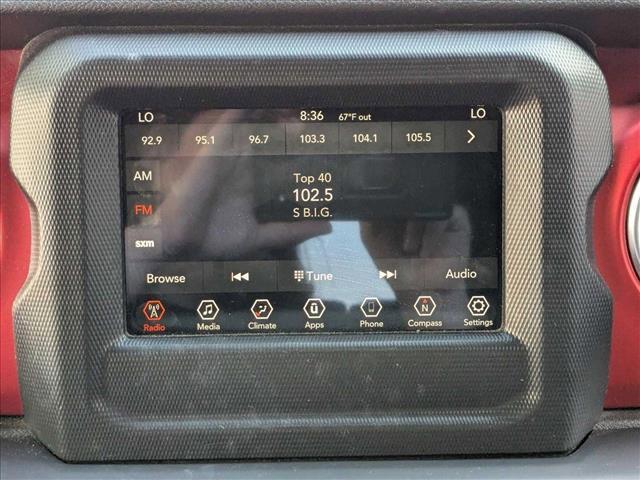 LO 8:36 67°F out LO
92.9 95.1 96.7 103.3 104.1 105.5
AM
Top 40
FM
102.5
S B.I.G.
sxm
Browse Tune Audio
Radio Media Climate Apps Phone Compass Settings
N